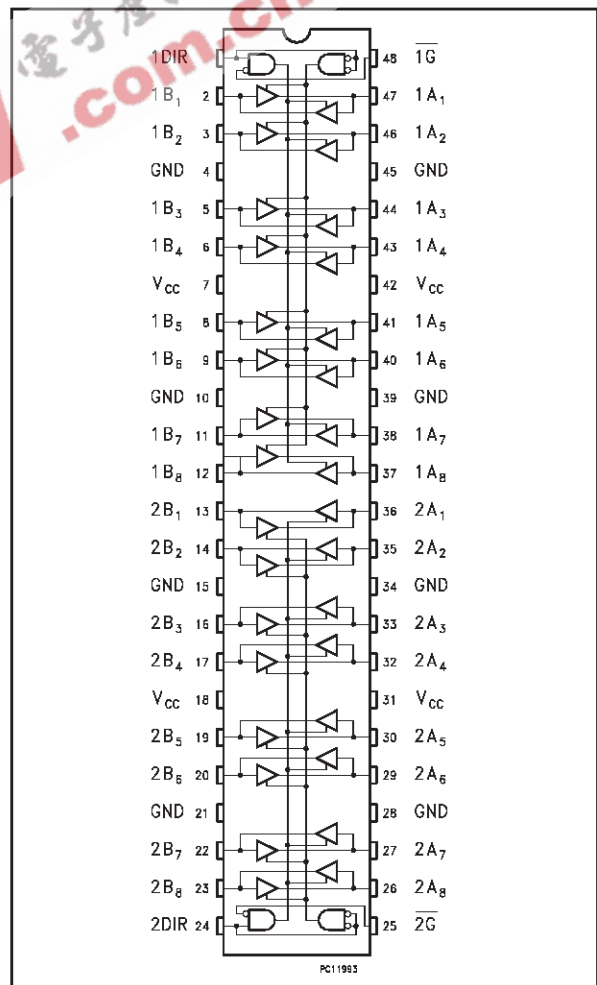 電子產
.com.cn
1DIR 48 1G
1B1 2 47 1A1
1B2 3 46 1A2
GND 4 45 GND
1B3 5 44 1A3
1B4 6 43 1A4
VCC 7 42 VCC
1B5 8 41 1A5
1B6 9 40 1A6
GND 10 39 GND
1B7 11 38 1A7
1B8 12 37 1A8
2B1 13 36 2A1
2B2 14 35 2A2
GND 15 34 GND
2B3 16 33 2A3
2B4 17 32 2A4
VCC 18 31 VCC
2B5 19 30 2A5
2B6 20 29 2A6
GND 21 28 GND
2B7 22 27 2A7
2B8 23 26 2A8
2DIR 24 25 2G
PC11993